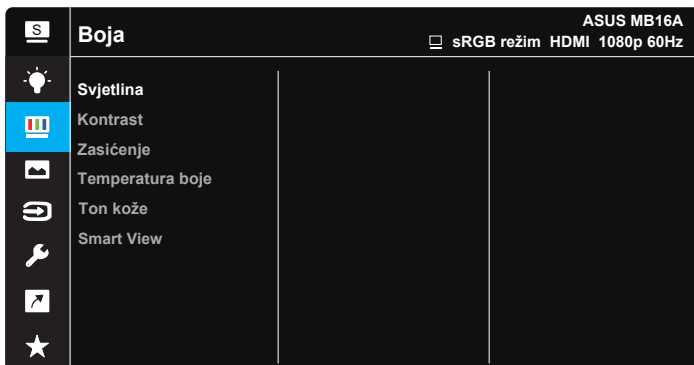 S
Boja
ASUS MB16A
sRGB režim HDMI 1080p 60Hz
Svjetlina
Kontrast
Zasićenje
Temperatura boje
Ton kože
Smart View